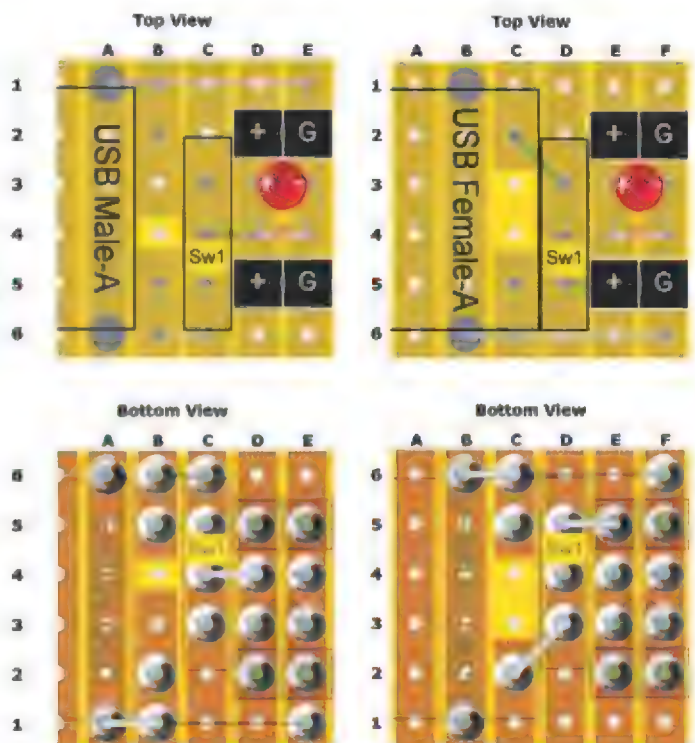 Top View
A B C D E
1
2
3
4
5
6
USB Male-A
+ G
Sw1
+ G
Top View
A B C D E F
1
2
3
4
5
6
USB Female-A
+ G
Sw1
+ G
Bottom View
A B C D E
6
5
4
3
2
1
Sw1
Bottom View
A B C D E F
6
5
4
3
2
1
Sw1